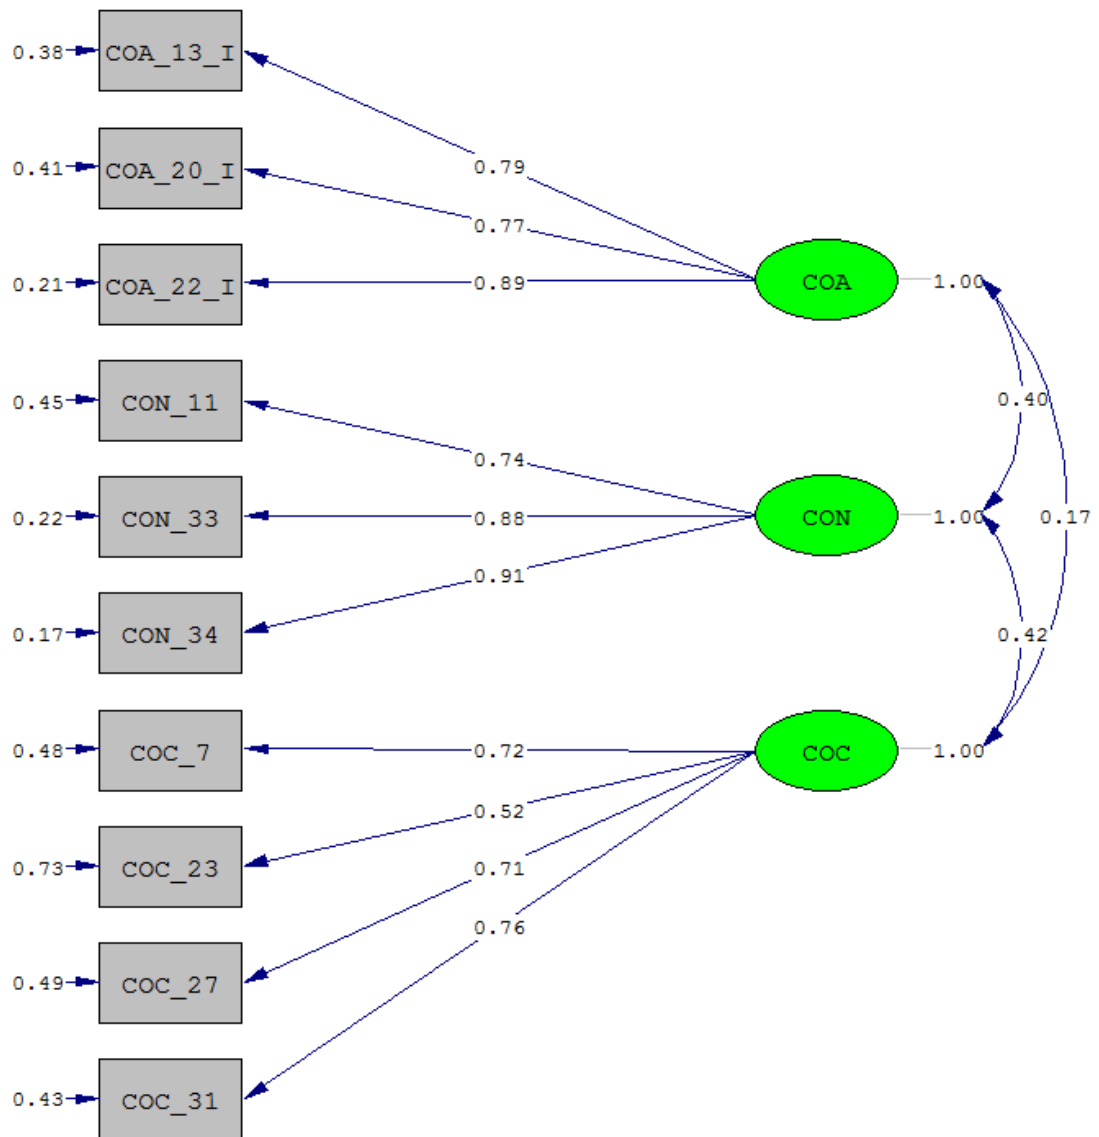 0.38 COA_13_I
0.79
0.41 COA_20_I
0.77
0.21 COA_22_I 0.89 COA 1.00
0.45 CON_11
0.40
0.74
0.22 CON_33 0.88 CON 1.00 0.17
0.91
0.17 CON_34
0.42
0.48 COC_7 0.72 COC 1.00
0.52
0.73 COC_23
0.71
0.76
0.49 COC_27
0.43 COC_31